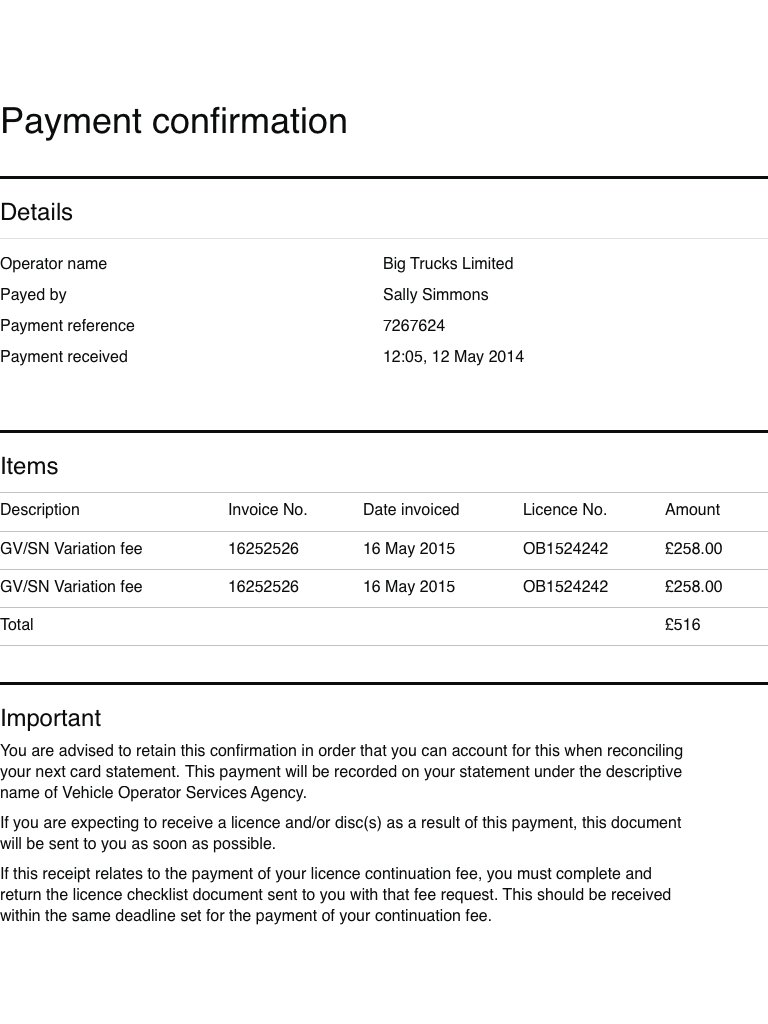 Payment confirmation
Details
Operator name Big Trucks Limited
Payed by Sally Simmons
Payment reference 7267624
Payment received 12:05, 12 May 2014
Items
Description Invoice No. Date invoiced Licence No. Amount
GV/SN Variation fee 16252526 16 May 2015 OB1524242 £258.00
GV/SN Variation fee 16252526 16 May 2015 OB1524242 £258.00
Total £516
Important
You are advised to retain this confirmation in order that you can account for this when reconciling
your next card statement. This payment will be recorded on your statement under the descriptive
name of Vehicle Operator Services Agency.
If you are expecting to receive a licence and/or disc(s) as a result of this payment, this document
will be sent to you as soon as possible.
If this receipt relates to the payment of your licence continuation fee, you must complete and
return the licence checklist document sent to you with that fee request. This should be received
within the same deadline set for the payment of your continuation fee.